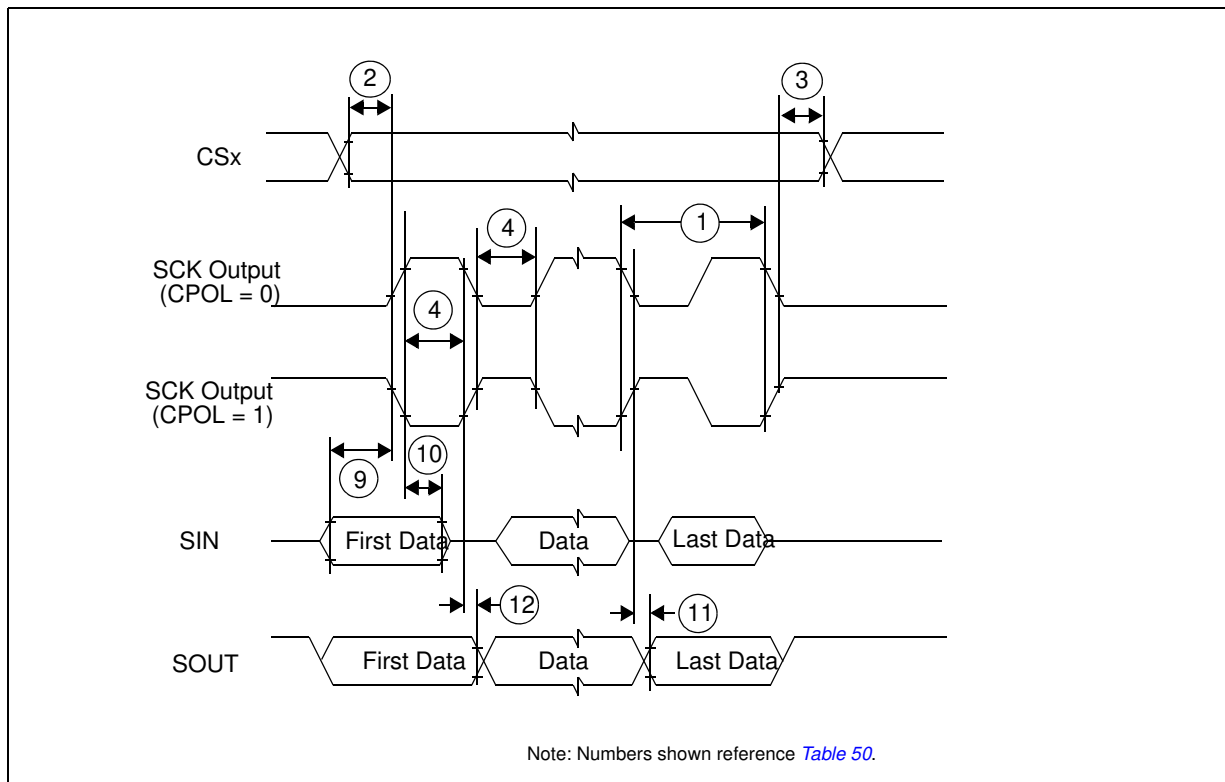 2
3
CSx
4
1
SCK Output
(CPOL = 0)
4
SCK Output
(CPOL = 1)
9
10
SIN
First Data
Data
Last Data
12
11
SOUT
First Data
Data
Last Data
Note: Numbers shown reference Table 50.